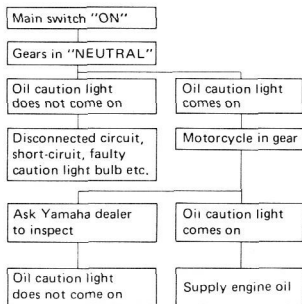 Main switch "ON"
Gears in "NEUTRAL"
Oil caution light
does not come on
Oil caution light
comes on
Disconnected circuit,
short-ciruit, faulty
caution light bulb etc.
Motorcycle in gear
Ask Yamaha dealer
to inspect
Oil caution light
comes on
Oil caution light
does not come on
Supply engine oil